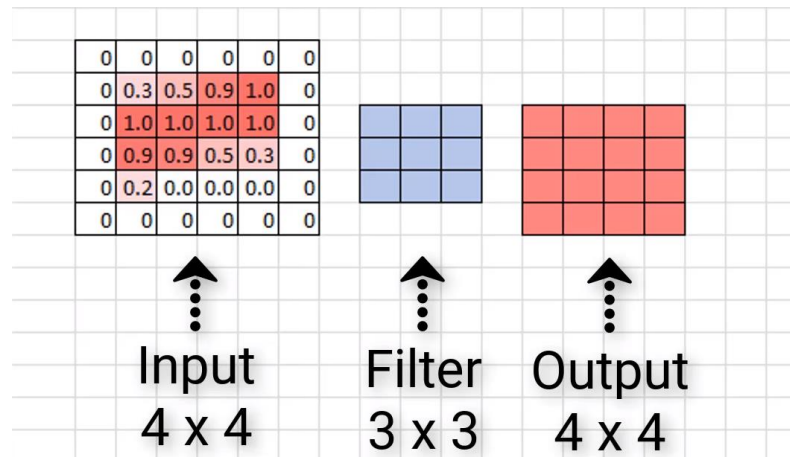 0 0 0 0 0 0
0 0.3 0.5 0.9 1.0 0
0 1.0 1.0 1.0 1.0 0
0 0.9 0.9 0.5 0.3 0
0 0.2 0.0 0.0 0.0 0
0 0 0 0 0 0
Input
4 x 4
Filter
3 x 3
Output
4 x 4